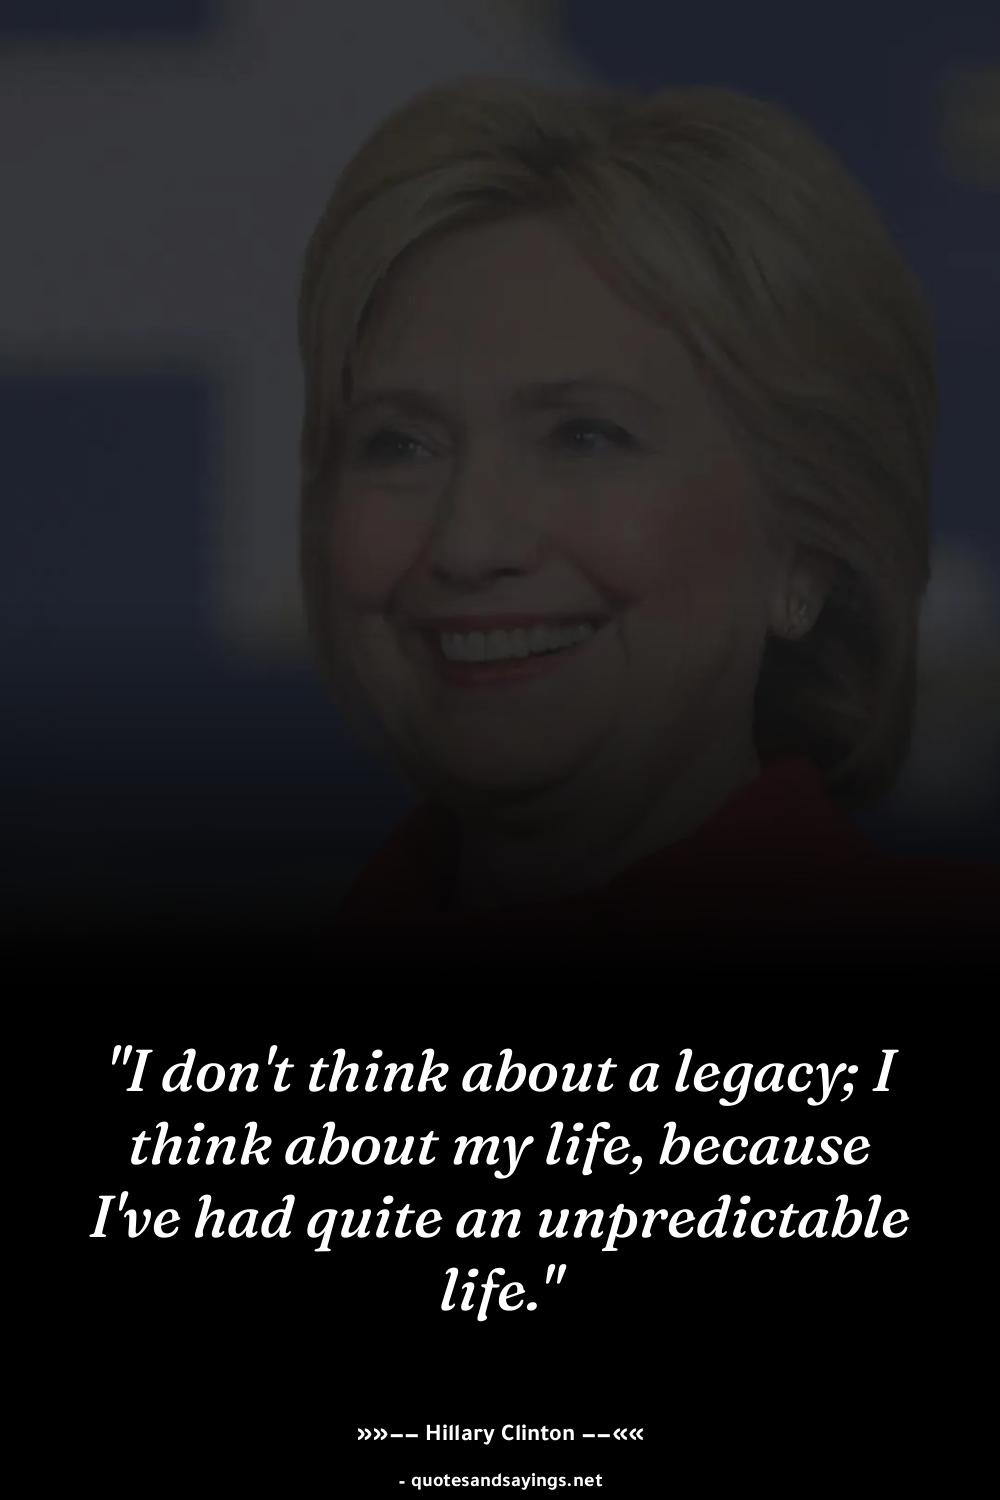 "I don't think about a legacy; I
think about my life, because
I've had quite an unpredictable
life."
»»—— Hillary Clinton ——««
- quotesandsayings.net